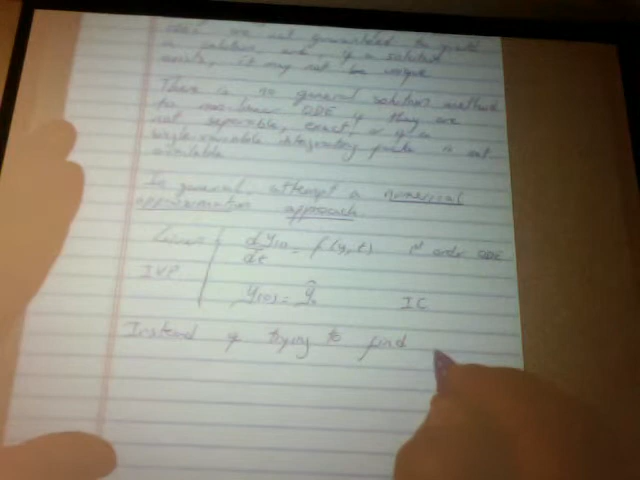 are not guaranteed to yield
a solution, and if a solution
exists, it may not be unique
There is no general solution method
for non-linear ODE if they are
not separable, exact, or if a
single-variable integrating factor is not
available
In general, attempt a numerical
approximation approach
dy(t)/dt = f(y,t) 1st order ODE
IVP
y(0) = y₀ IC
Instead of trying to find